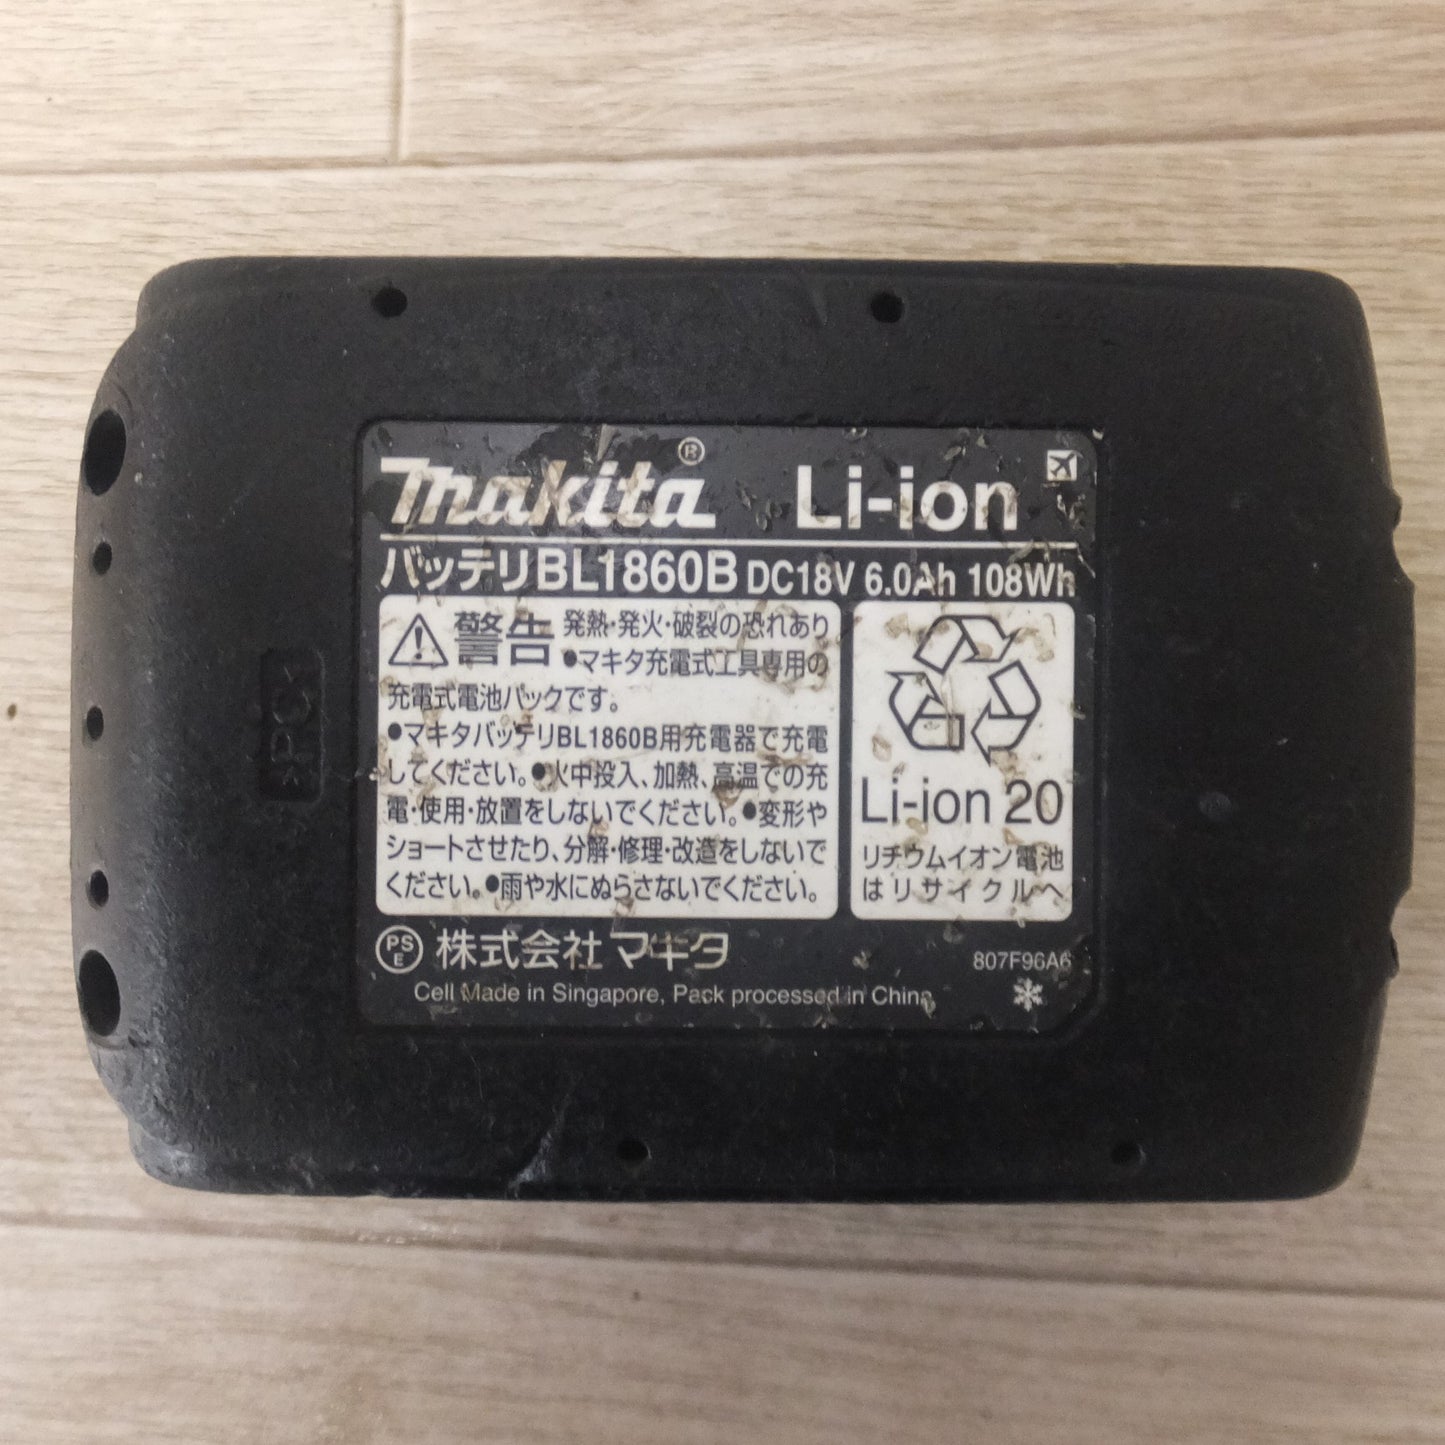 makita® Li-ion
バッテリBL1860B DC18V 6.0Ah 108Wh
警告 発熱・発火・破裂の恐れあり
●マキタ充電式工具専用の
充電式電池パックです。
●マキタバッテリBL1860B用充電器で充電
してください。●火中投入、加熱、高温での充
電・使用・放置をしないでください。●変形や
ショートさせたり、分解・修理・改造をしないで
ください。●雨や水にぬらさないでください。
Li-ion 20
リチウムイオン電池
はリサイクルへ
PS
E
株式会社マキタ
807F96A6
Cell Made in Singapore, Pack processed in China
>PC<